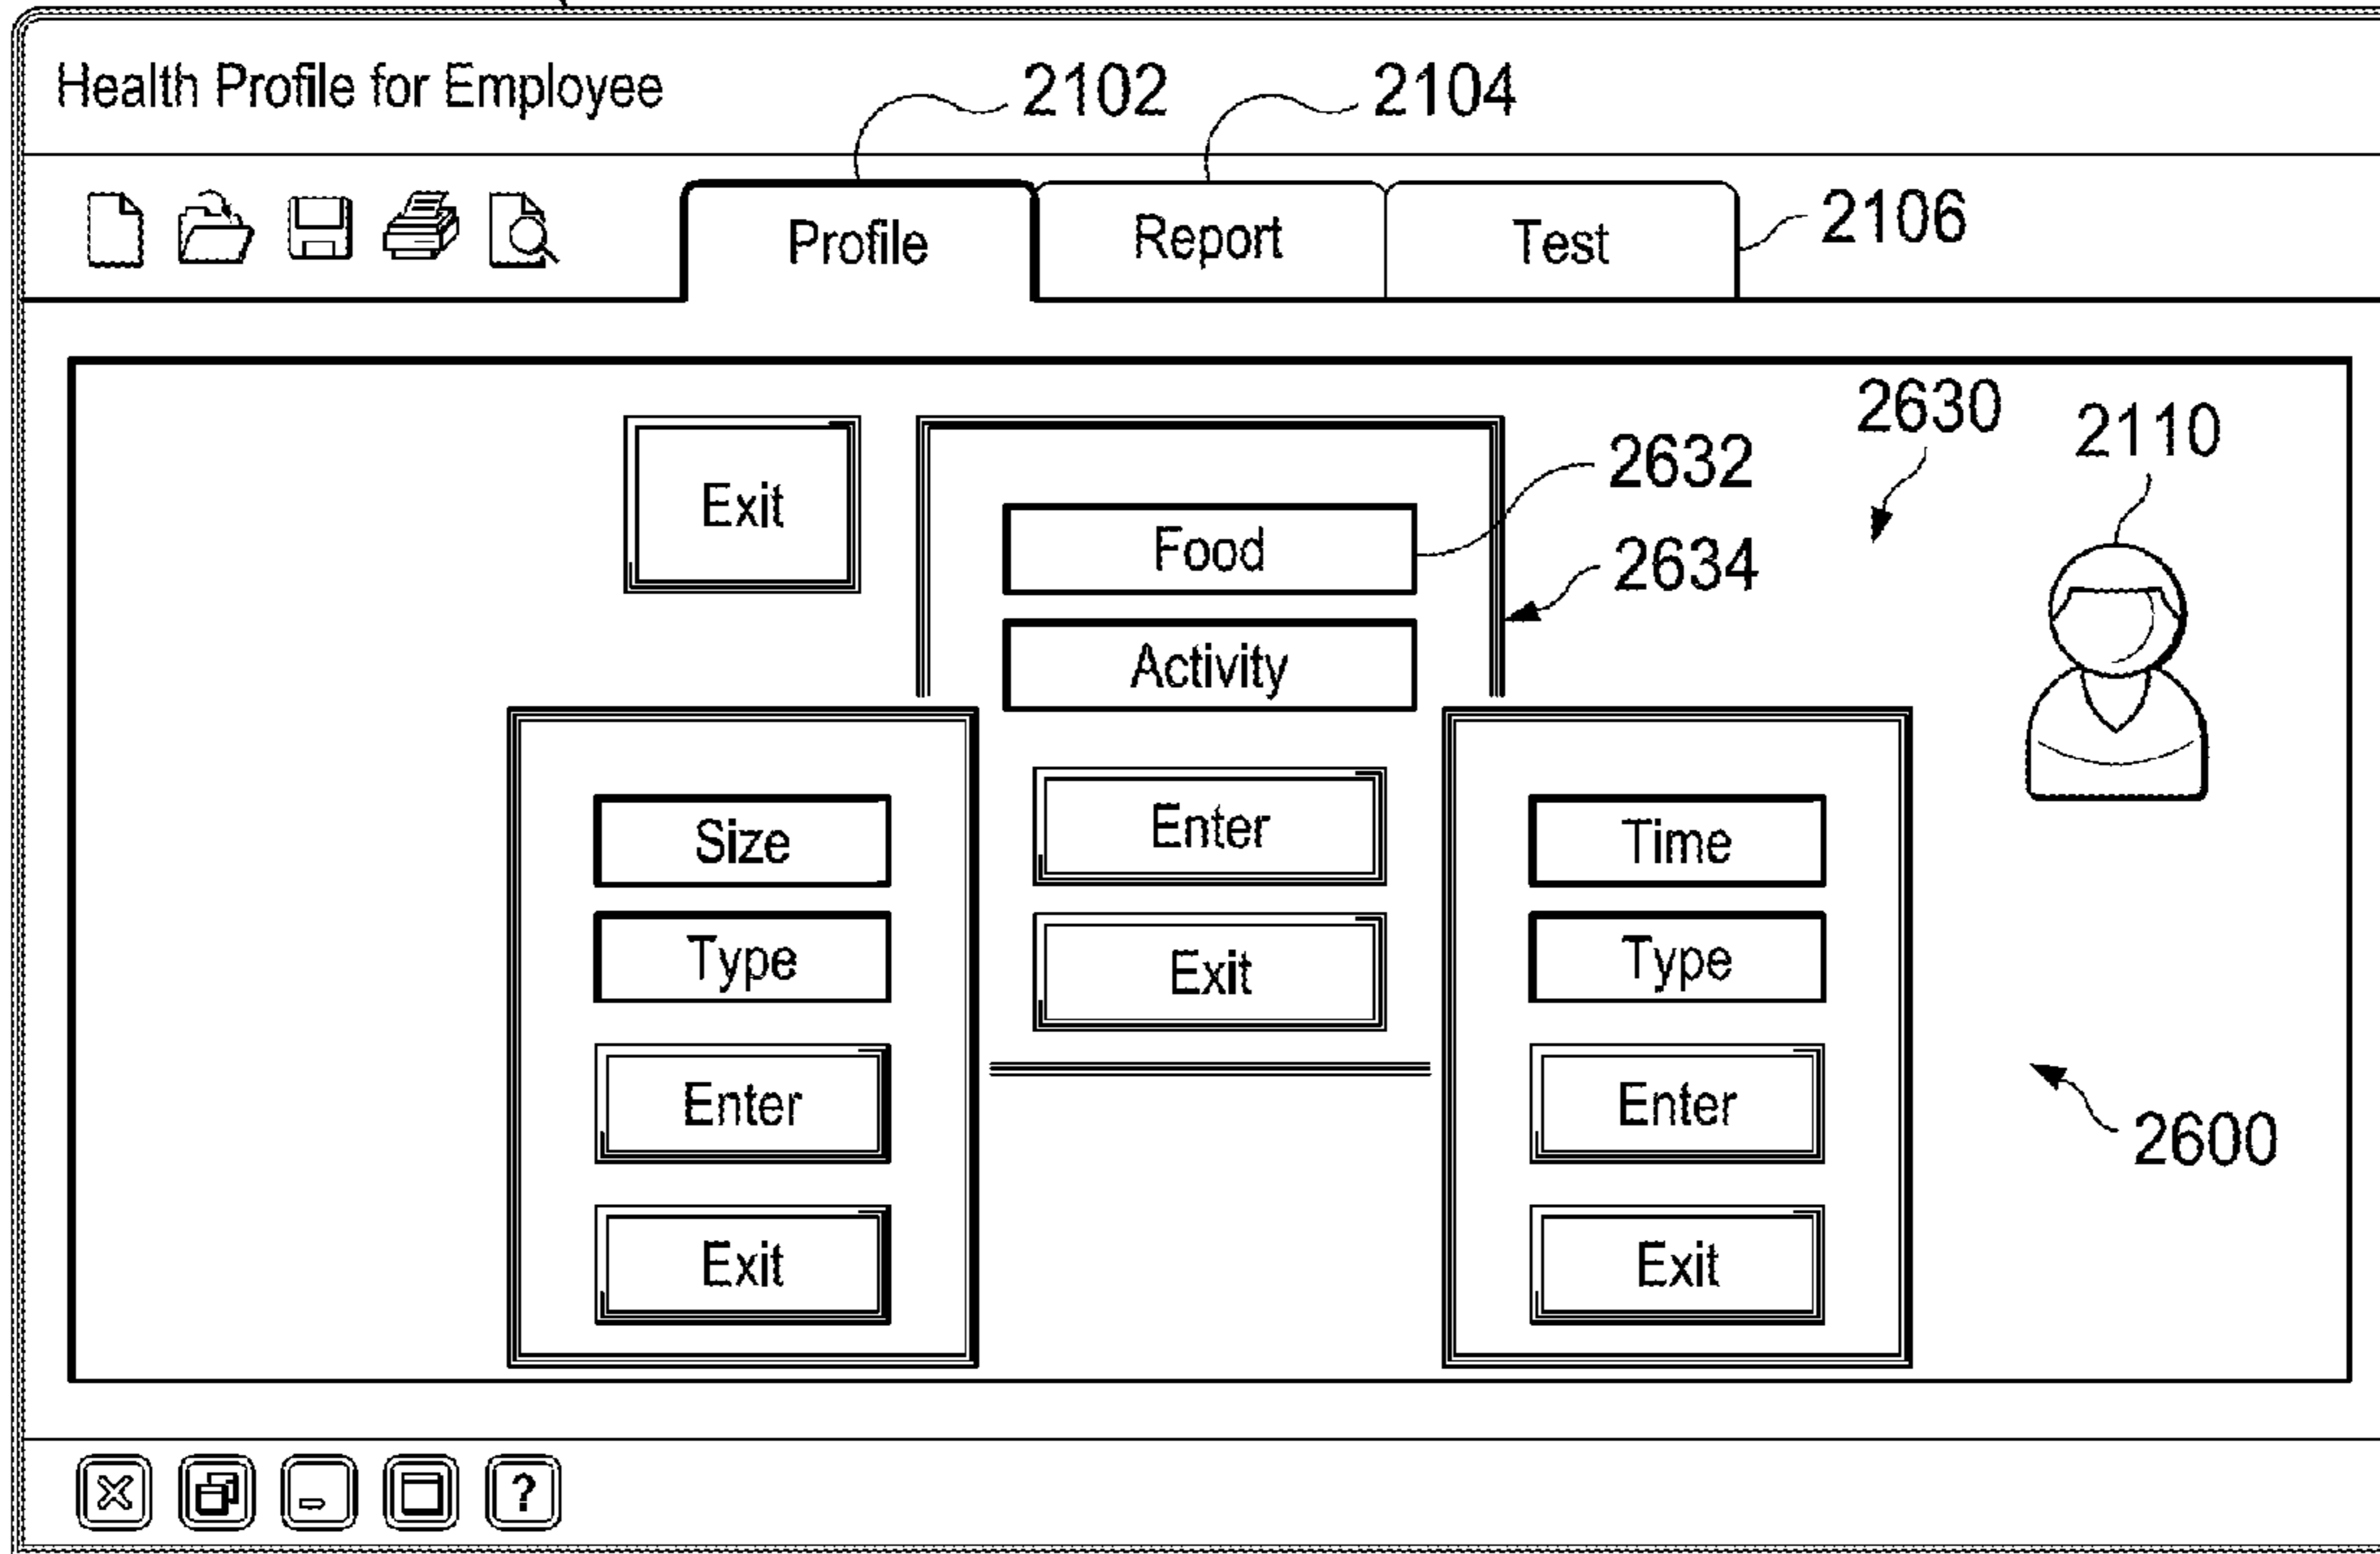 Health Profile for Employee
2102
2104
Profile
Report
Test
2106
2630
2110
Exit
2632
Food
2634
Activity
Size
Enter
Time
Type
Exit
Type
Enter
Enter
2600
Exit
Exit
?